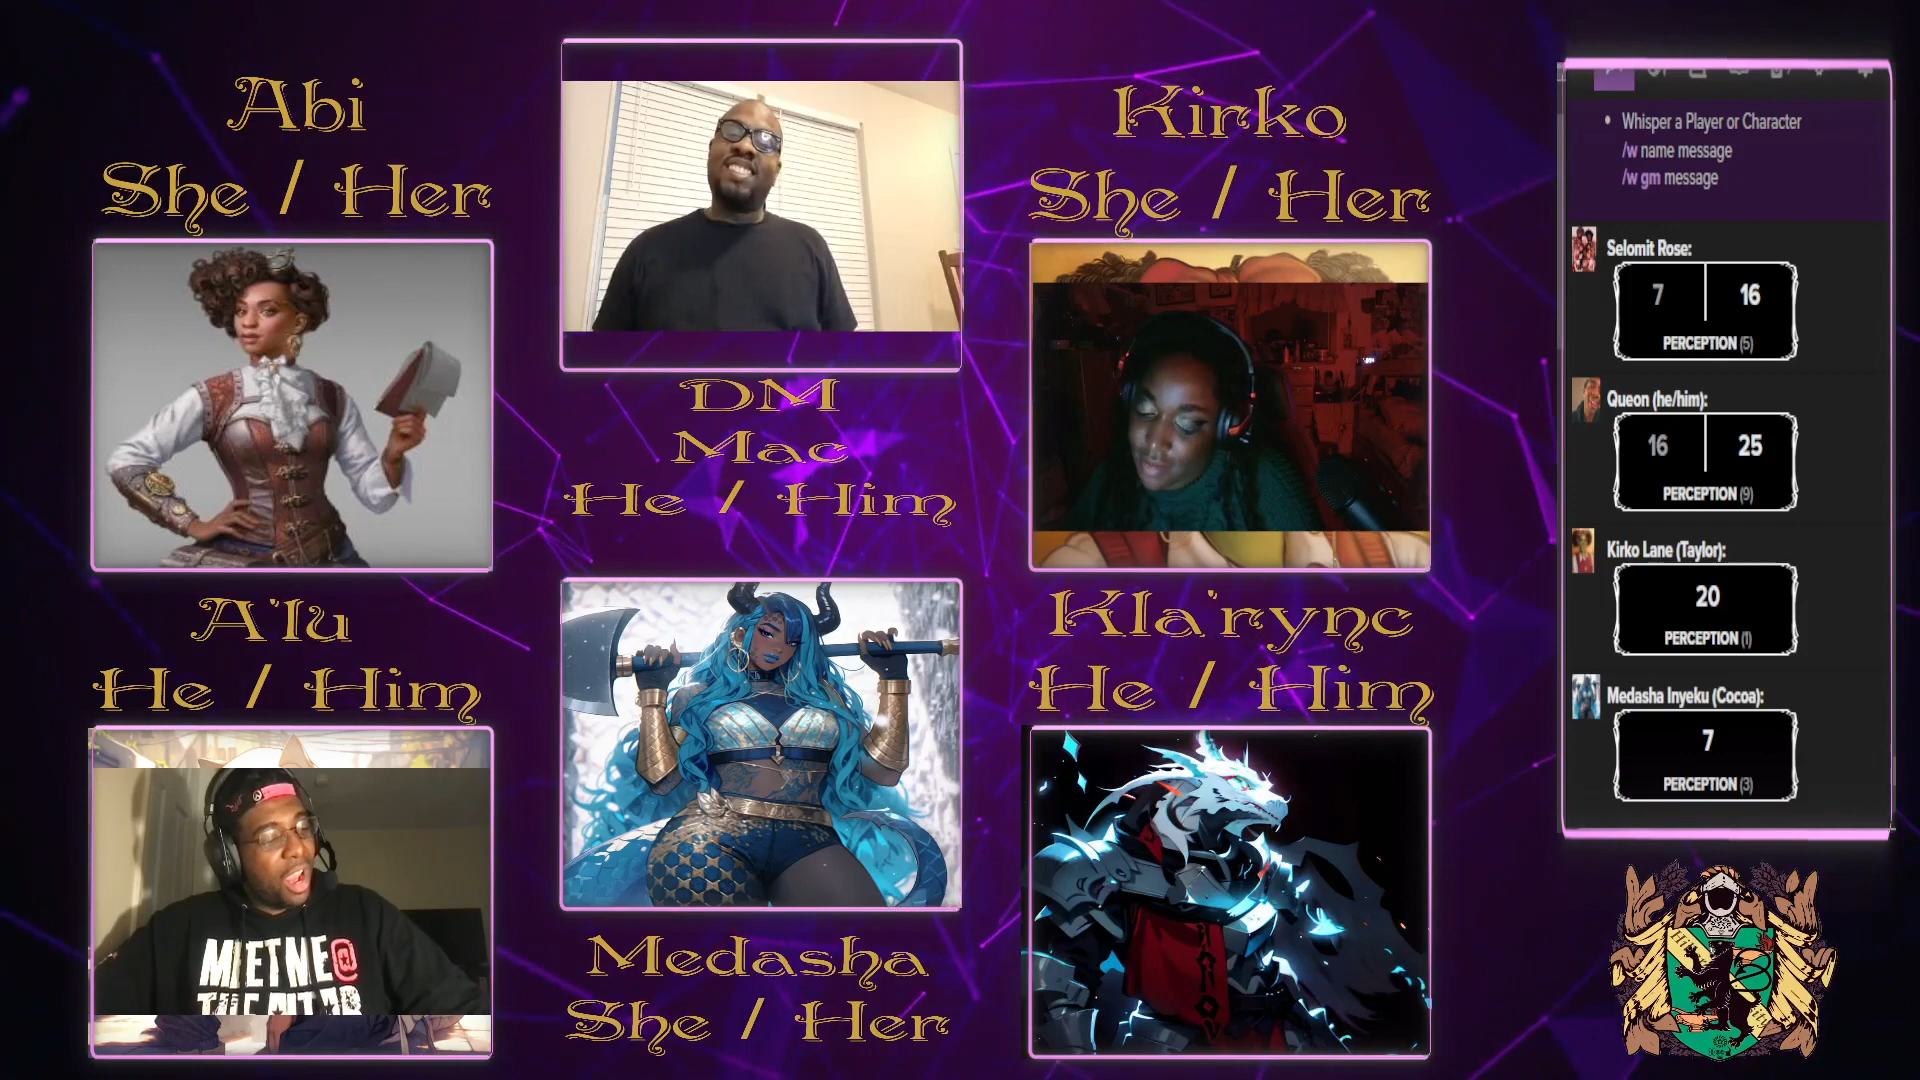 Abi
She / Her
DM
Mac
He / Him
Kirko
She / Her
A'lu
He / Him
MEET ME @
Medasha
She / Her
Kla'rync
He / Him
Whisper a Player or Character
/w name message
/w gm message
Selomit Rose:
7 16
PERCEPTION (5)
Queon (he/him):
16 25
PERCEPTION (9)
Kirko Lane (Taylor):
20
PERCEPTION (1)
Medasha Inyeku (Cocoa):
7
PERCEPTION (3)